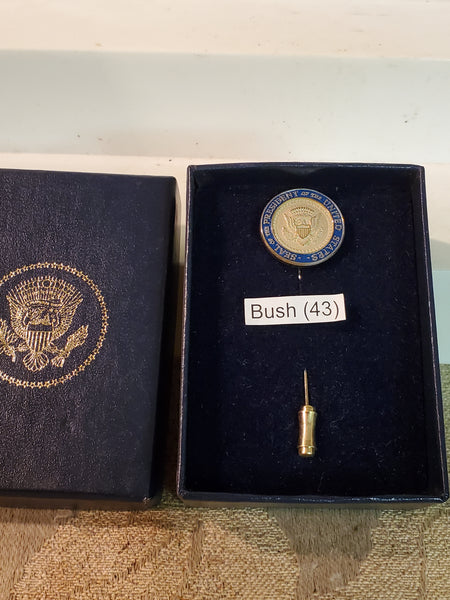 SEAL OF THE PRESIDENT OF THE UNITED STATES
Bush (43)